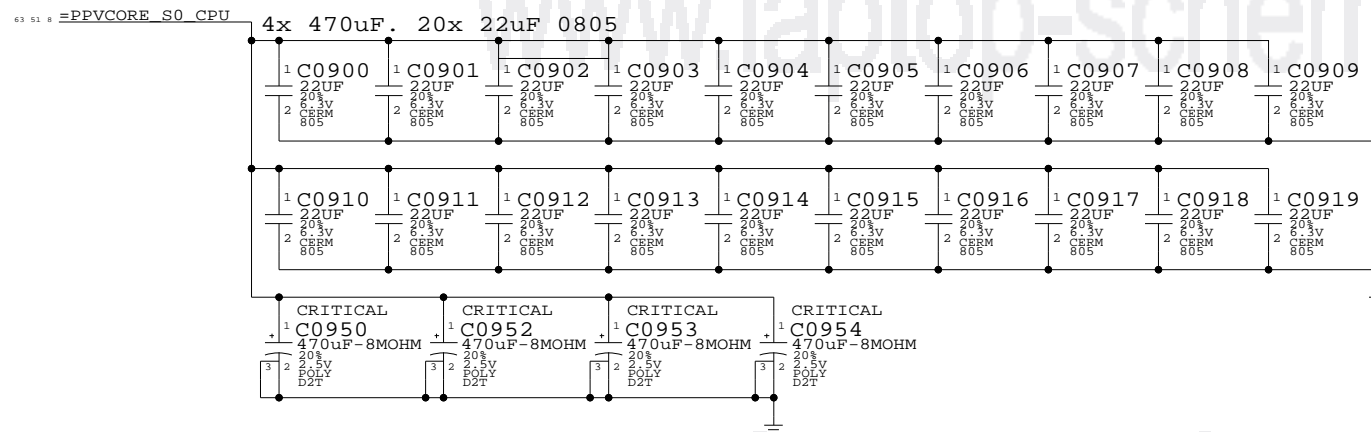 63 51 8 =PPVCORE_S0_CPU
4x 470uF. 20x 22uF 0805
www.laptop-schem
1 C0900 1 C0901 1 C0902 1 C0903 1 C0904 1 C0905 1 C0906 1 C0907 1 C0908 1 C0909
22UF 22UF 22UF 22UF 22UF 22UF 22UF 22UF 22UF 22UF
20% 20% 20% 20% 20% 20% 20% 20% 20% 20%
2 6.3V 2 6.3V 2 6.3V 2 6.3V 2 6.3V 2 6.3V 2 6.3V 2 6.3V 2 6.3V 2 6.3V
CERM CERM CERM CERM CERM CERM CERM CERM CERM CERM
805 805 805 805 805 805 805 805 805 805
1 C0910 1 C0911 1 C0912 1 C0913 1 C0914 1 C0915 1 C0916 1 C0917 1 C0918 1 C0919
22UF 22UF 22UF 22UF 22UF 22UF 22UF 22UF 22UF 22UF
20% 20% 20% 20% 20% 20% 20% 20% 20% 20%
2 6.3V 2 6.3V 2 6.3V 2 6.3V 2 6.3V 2 6.3V 2 6.3V 2 6.3V 2 6.3V 2 6.3V
CERM CERM CERM CERM CERM CERM CERM CERM CERM CERM
805 805 805 805 805 805 805 805 805 805
CRITICAL CRITICAL CRITICAL CRITICAL
1 C0950 1 C0952 1 C0953 1 C0954
+ 470uF-8MOHM + 470uF-8MOHM + 470uF-8MOHM + 470uF-8MOHM
20% 20% 20% 20%
3 2 2.5V 3 2 2.5V 3 2 2.5V 3 2 2.5V
POLY POLY POLY POLY
D2T D2T D2T D2T